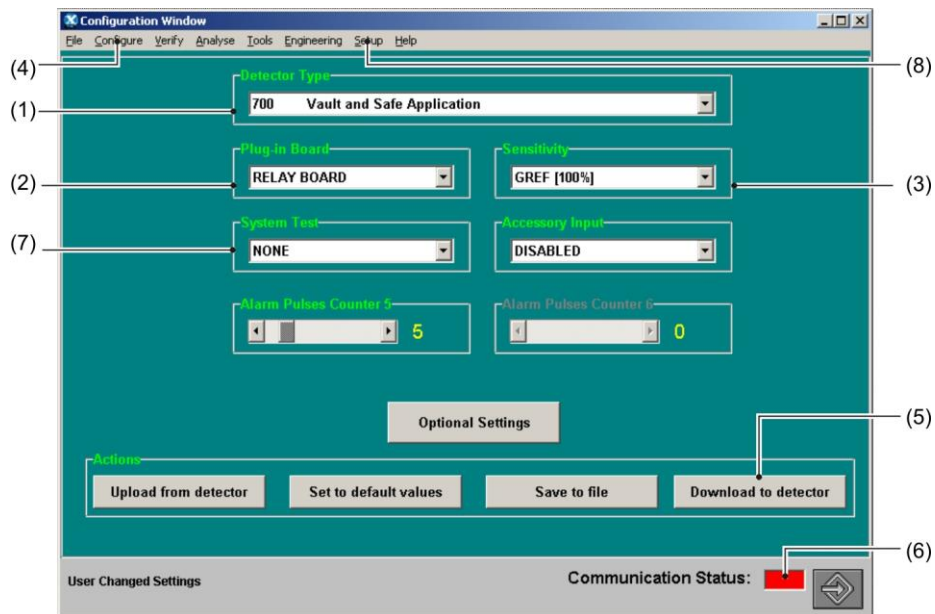 Configuration Window
File Configure Verify Analyse Tools Engineering Setup Help
(4)
(8)
Detector Type
(1)
700 Vault and Safe Application
Plug-in Board
Sensitivity
(2)
RELAY BOARD
GREF [100%]
(3)
System Test
Accessory Input
(7)
NONE
DISABLED
Alarm Pulses Counter 5
Alarm Pulses Counter 6
5
0
Optional Settings
(5)
Actions
Upload from detector
Set to default values
Save to file
Download to detector
(6)
User Changed Settings
Communication Status: